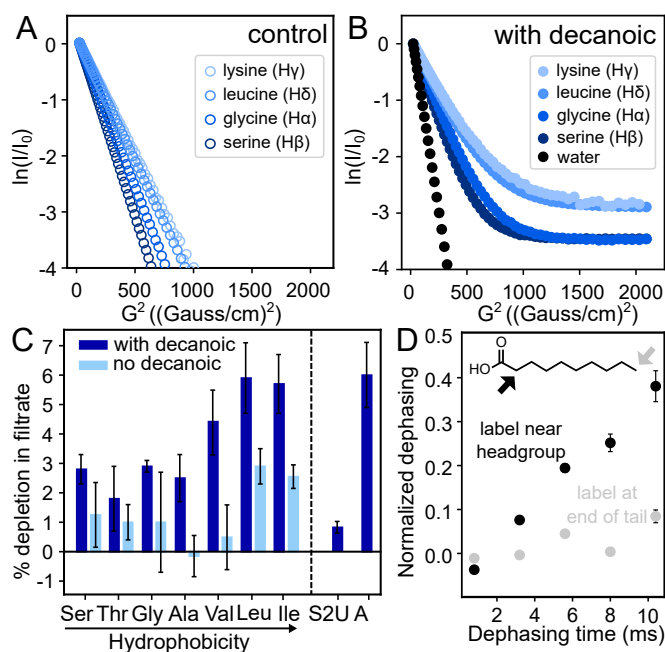 A
control
0
-1
-2
-3
-4
ln(I/I₀)
lysine (Hγ)
leucine (Hδ)
glycine (Hα)
serine (Hβ)
0
500
1000
1500
2000
G² ((Gauss/cm)²)
B
with decanoic
0
-1
-2
-3
-4
ln(I/I₀)
lysine (Hγ)
leucine (Hδ)
glycine (Hα)
serine (Hβ)
water
0
500
1000
1500
2000
G² ((Gauss/cm)²)
C
with decanoic
no decanoic
7
6
5
4
3
2
1
0
-1
% depletion in filtrate
Ser Thr Gly Ala Val Leu Ile S2U A
Hydrophobicity
D
0.5
0.4
0.3
0.2
0.1
0.0
Normalized dephasing
O
HO
label near
headgroup
label at
end of tail
2 4 6 8 10
Dephasing time (ms)